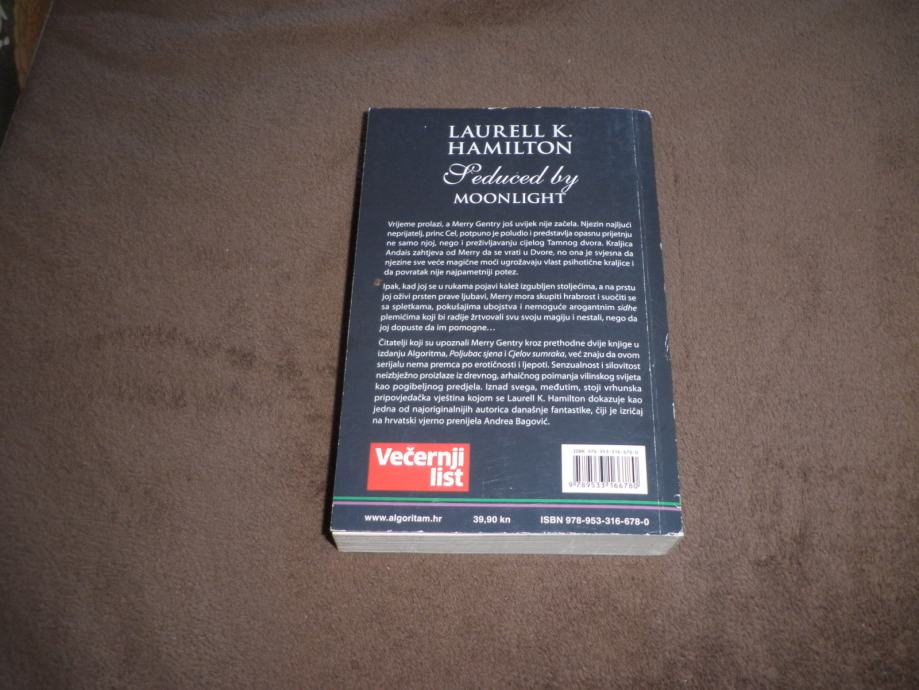 LAURELL K.
HAMILTON
Seduced by
MOONLIGHT
Vrijeme prolazi, a Merry Gentry još uvijek nije začela. Njezin najljući
neprijatelj, princ Cel, potpuno je poludio i predstavlja opasnu prijetnju
ne samo njoj, nego i preživljavanju cijelog Tamnog dvora. Kraljica
Andais zahtjeva od Merry da se vrati u Dvore, no ona je svjesna da
njezine sve veće magične moći ugrožavaju vlast psihotične kraljice i
da povratak nije najpametniji potez.
Ipak, kad joj se u rukama pojavi kalež izgubljen stoljećima, a na prstu
joj oživi prsten prave ljubavi, Merry mora skupiti hrabrost i suočiti se
sa spletkama, pokušajima ubojstva i nemoguće arogantnim sidhe
plemićima koji bi radije žrtvovali svu svoju magiju i nestali, nego da
joj dopuste da im pomogne…
Čitatelji koji su upoznali Merry Gentry kroz prethodne dvije knjige u
izdanju Algoritma, Poljubac sjena i Cjelov sumraka, već znaju da ovom
serijalu nema premca po erotičnosti i ljepoti. Senzualnost i silovitost
neizbježno proizlaze iz drevnog, arhaičnog poimanja vilinskog svijeta
kao pogibeljnog predjela. Iznad svega, međutim, stoji vrhunska
pripovjedačka vještina kojom se Laurell K. Hamilton dokazuje kao
jedna od najoriginalnijih autorica današnje fantastike, čiji je izričaj
na hrvatski vjerno prenijela Andrea Bagović.
Večernji
list
ISBN 978-953-316-678-0
9 789533 166780
www.algoritam.hr 39,90 kn ISBN 978-953-316-678-0